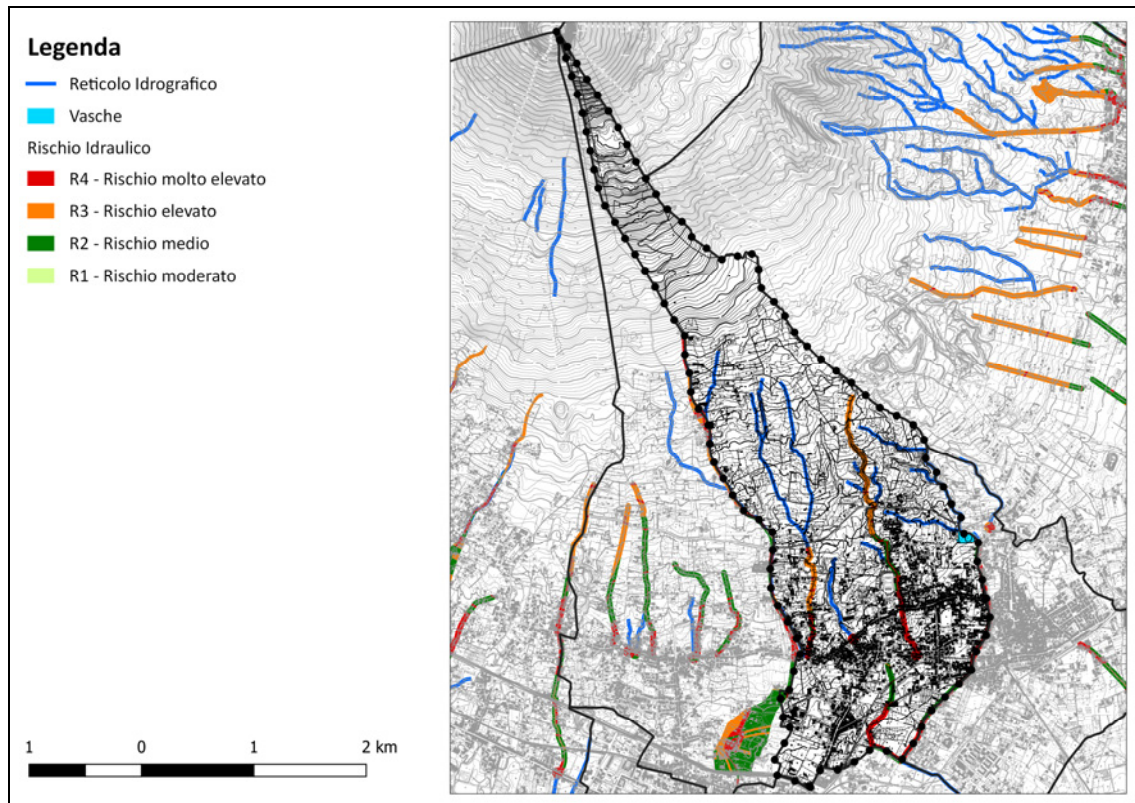 Legenda
Reticolo Idrografico
Vasche
Rischio Idraulico
R4 - Rischio molto elevato
R3 - Rischio elevato
R2 - Rischio medio
R1 - Rischio moderato
1 0 1 2 km